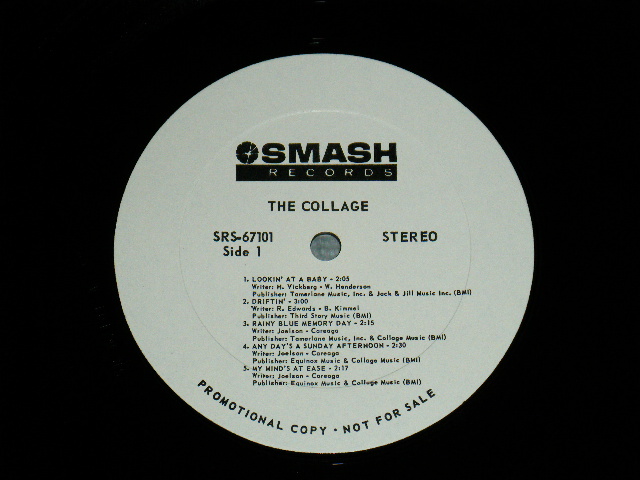 SMASH
RECORDS
THE COLLAGE
SRS-67101 STEREO
Side 1
1. LOOKIN' AT A BABY - 2:05
Writer: H. Vickberg - W. Henderson
Publisher: Tamerlane Music, Inc. & Jack & Jill Music Inc. (BMI)
2. DRIFTIN' - 3:00
Writer: R. Edwards - B. Kimmel
Publisher: Third Story Music (BMI)
3. RAINY BLUE MEMORY DAY - 2:15
Writer: Joelson - Careaga
Publisher: Tamerlane Music, Inc. & Collage Music (BMI)
4. ANY DAY'S A SUNDAY AFTERNOON - 2:30
Writer: Joelson - Careaga
Publisher: Equinox Music & Collage Music (BMI)
5. MY MIND'S AT EASE - 2:17
Writer: Joelson - Careaga
Publisher: Equinox Music & Collage Music (BMI)
PROMOTIONAL COPY • NOT FOR SALE